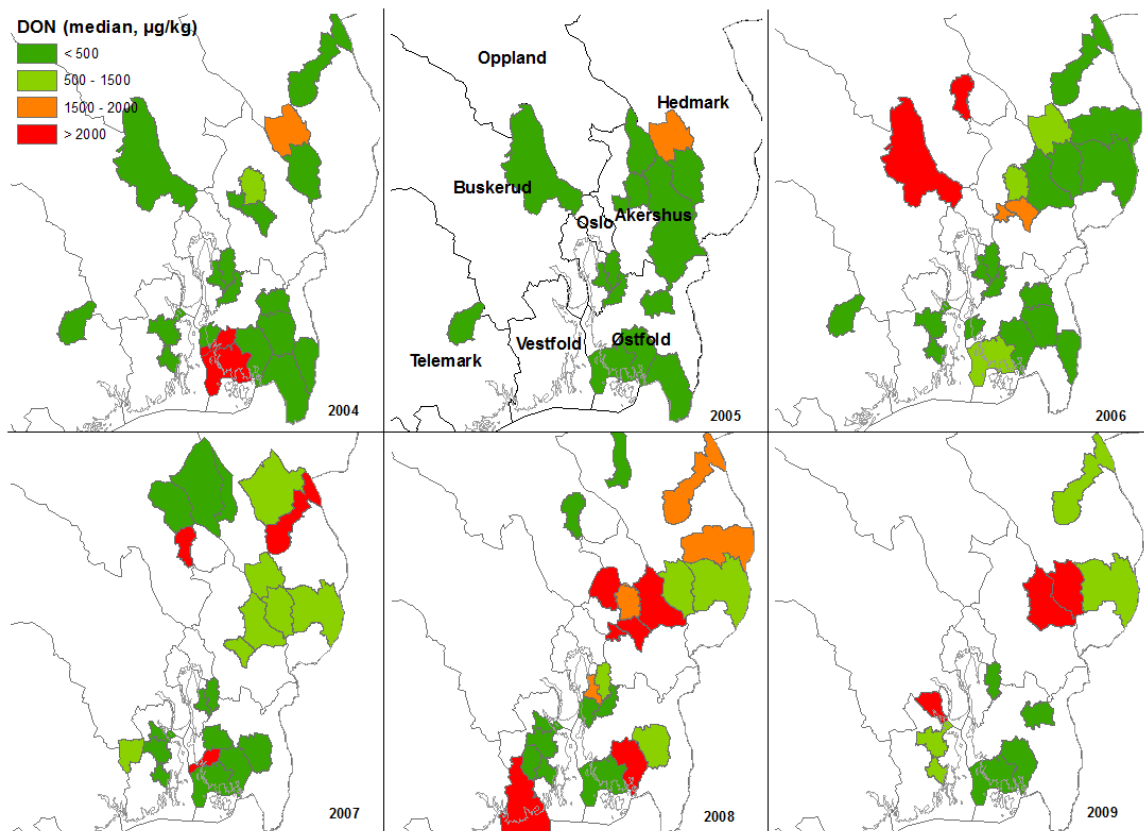 DON (median, µg/kg)
< 500
500 - 1500
1500 - 2000
> 2000
Oppland
Hedmark
Buskerud
Oslo
Akershus
Vestfold
Østfold
Telemark
2004
2005
2006
2007
2008
2009